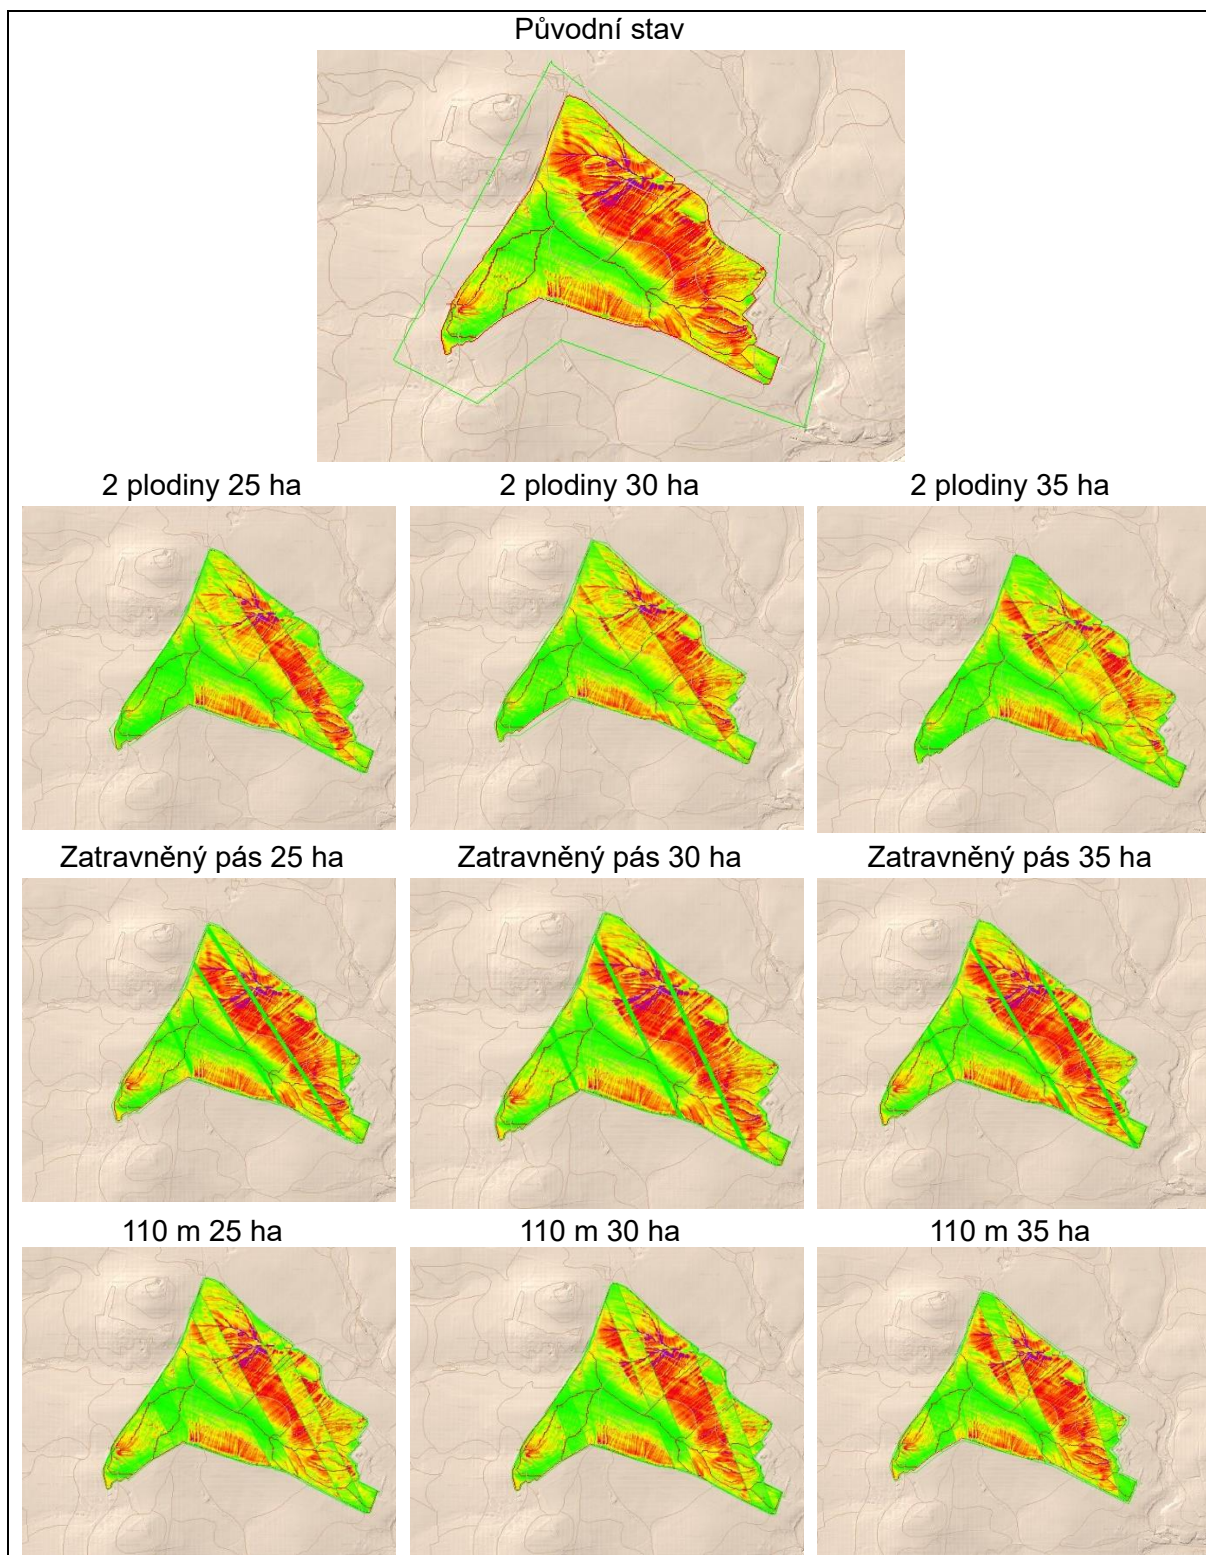 Původní stav
2 plodiny 25 ha
2 plodiny 30 ha
2 plodiny 35 ha
Zatravněný pás 25 ha
Zatravněný pás 30 ha
Zatravněný pás 35 ha
110 m 25 ha
110 m 30 ha
110 m 35 ha